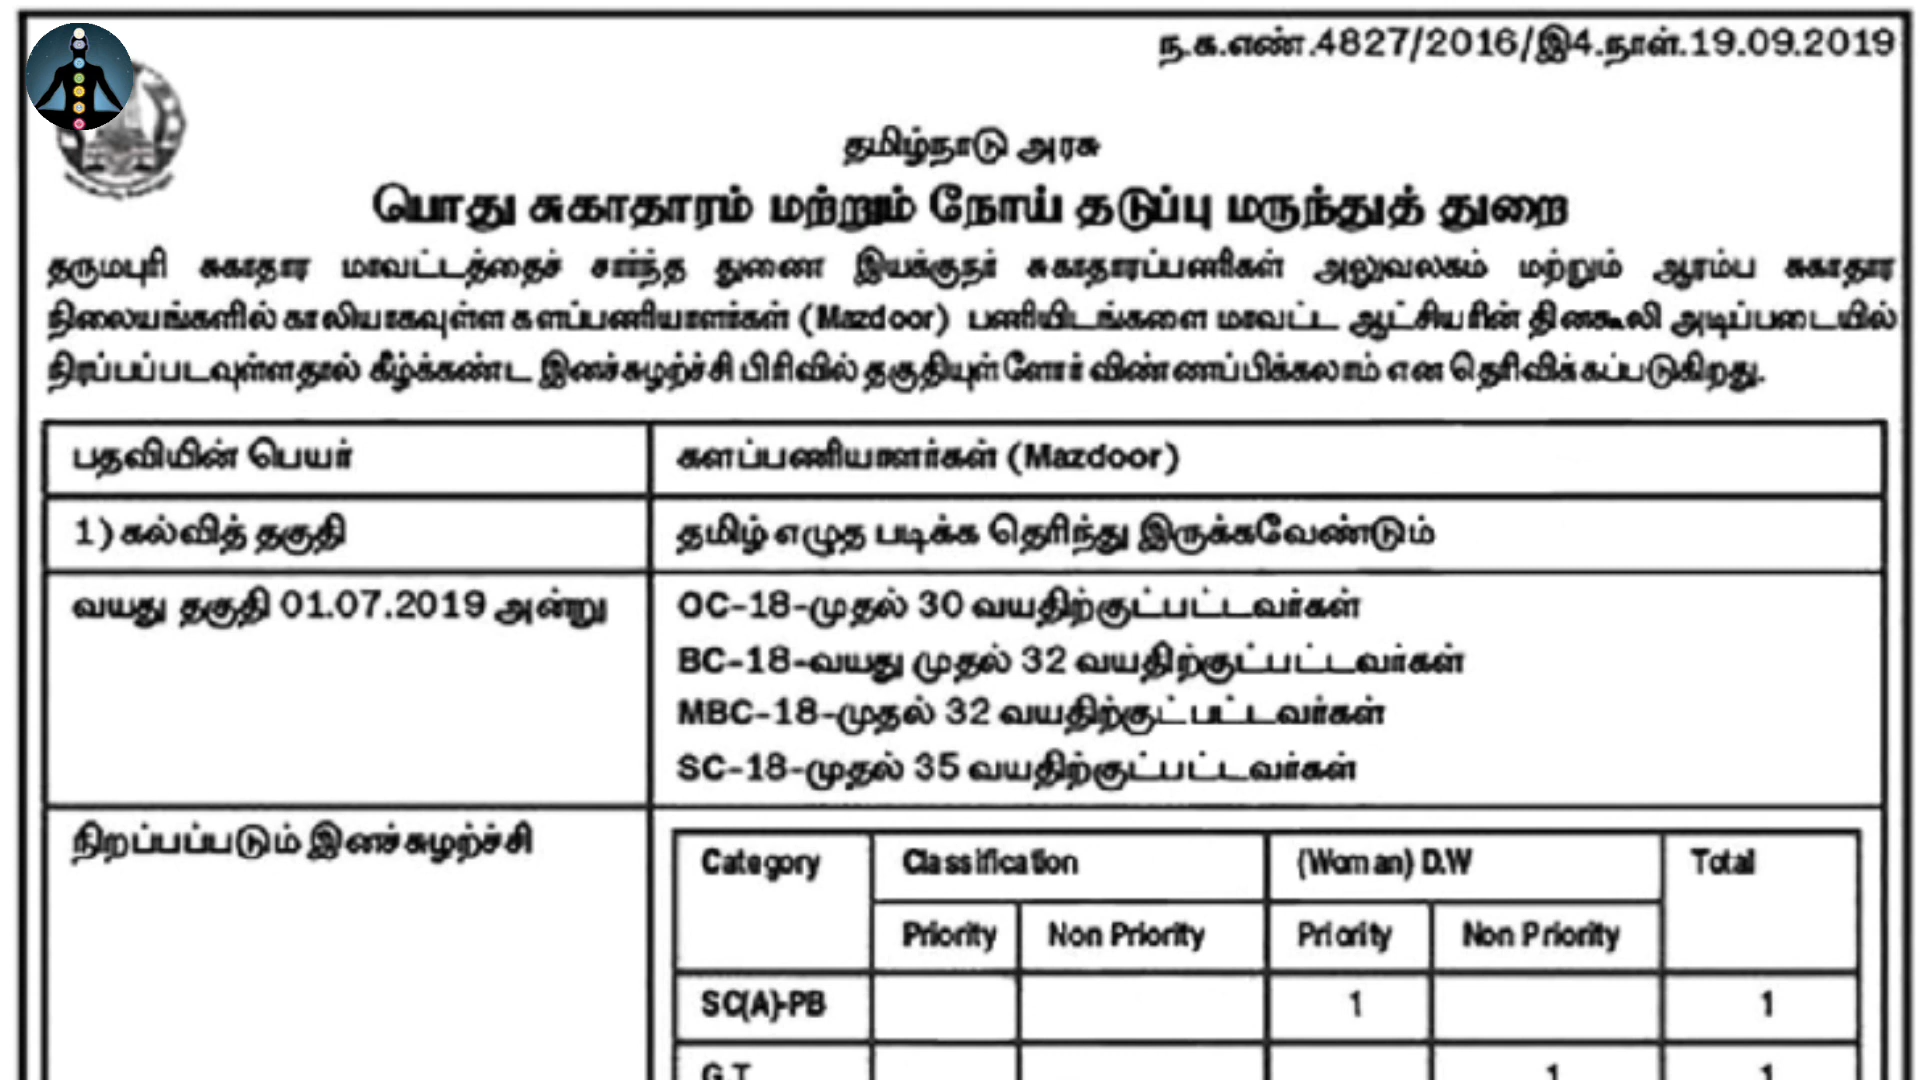 ந.க.எண்.4827/2016/இ4.நாள்.19.09.2019
தமிழ்நாடு அரசு
பொது சுகாதாரம் மற்றும் நோய் தடுப்பு மருந்துத் துறை
தருமபுரி சுகாதார மாவட்டத்தைச் சார்ந்த துணை இயக்குநர் சுகாதாரப்பணிகள் அலுவலகம் மற்றும் ஆரம்ப சுகாதார
நிலையங்களில் காலியாகவுள்ள களப்பணியாளர்கள் (Mazdoor) பணியிடங்களை மாவட்ட ஆட்சியரின் தினகூலி அடிப்படையில்
நிரப்பப்படவுள்ளதால் கீழ்க்கண்ட இனச்சுழற்ச்சி பிரிவில் தகுதியுள்ளோர் விண்ணப்பிக்கலாம் என தெரிவிக்கப்படுகிறது.
பதவியின் பெயர் களப்பணியாளர்கள் (Mazdoor)
1) கல்வித் தகுதி தமிழ் எழுத படிக்க தெரிந்து இருக்கவேண்டும்
வயது தகுதி 01.07.2019 அன்று OC-18-முதல் 30 வயதிற்குட்பட்டவர்கள்
BC-18-வயது முதல் 32 வயதிற்குட்பட்டவர்கள்
MBC-18-முதல் 32 வயதிற்குட்பட்டவர்கள்
SC-18-முதல் 35 வயதிற்குட்பட்டவர்கள்
நிறப்பப்படும் இனச்சுழற்ச்சி
Category Classification (Woman) D.W Total
Priority Non Priority Priority Non Priority
SC(A)-PB 1 1
G.T 1 1